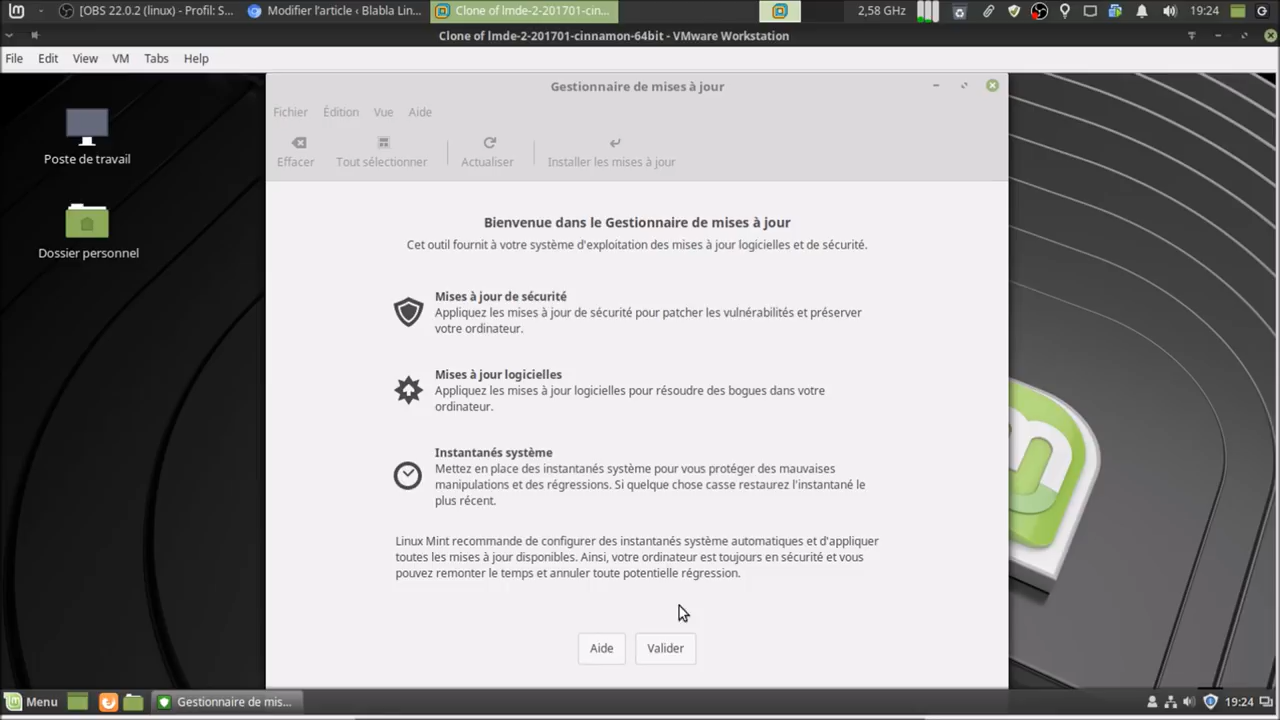 [OBS 22.0.2 (linux) - Profil: S...
Modifier l'article ‹ Blabla Lin...
Clone of lmde-2-201701-cin...
2,58 GHz
19:24
Clone of lmde-2-201701-cinnamon-64bit - VMware Workstation
File Edit View VM Tabs Help
Poste de travail
Dossier personnel
Gestionnaire de mises à jour
Fichier Édition Vue Aide
Effacer Tout sélectionner Actualiser Installer les mises à jour
Bienvenue dans le Gestionnaire de mises à jour
Cet outil fournit à votre système d'exploitation des mises à jour logicielles et de sécurité.
Mises à jour de sécurité
Appliquez les mises à jour de sécurité pour patcher les vulnérabilités et préserver
votre ordinateur.
Mises à jour logicielles
Appliquez les mises à jour logicielles pour résoudre des bogues dans votre
ordinateur.
Instantanés système
Mettez en place des instantanés système pour vous protéger des mauvaises
manipulations et des régressions. Si quelque chose casse restaurez l'instantané le
plus récent.
Linux Mint recommande de configurer des instantanés système automatiques et d'appliquer
toutes les mises à jour disponibles. Ainsi, votre ordinateur est toujours en sécurité et vous
pouvez remonter le temps et annuler toute potentielle régression.
Aide Valider
Menu
Gestionnaire de mis...
19:24